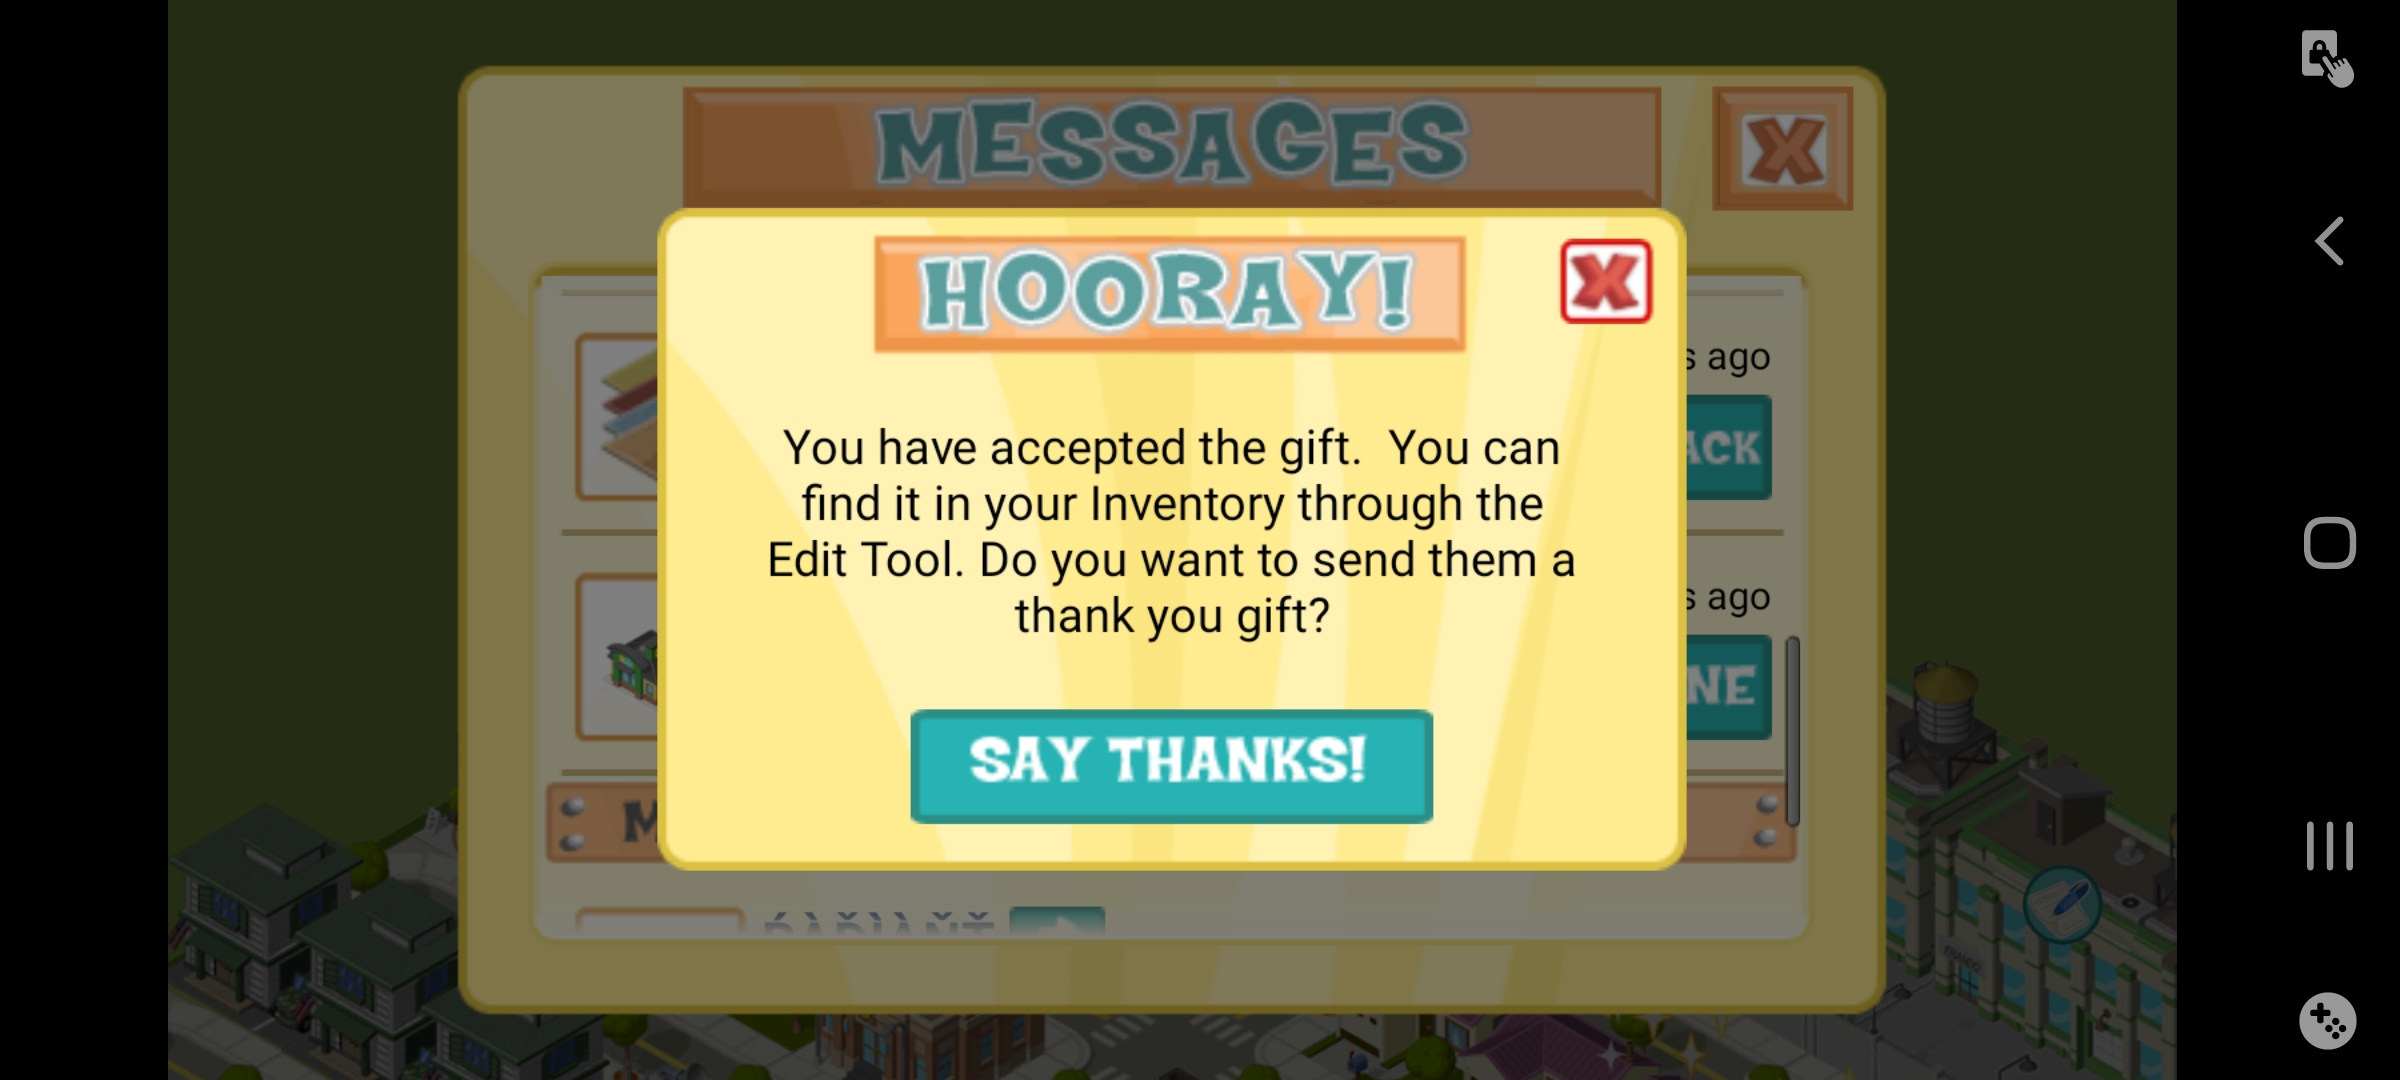 MESSAGES
HOORAY!
s ago
ACK
You have accepted the gift.  You can
find it in your Inventory through the
Edit Tool. Do you want to send them a
thank you gift?
s ago
NE
SAY THANKS!
M